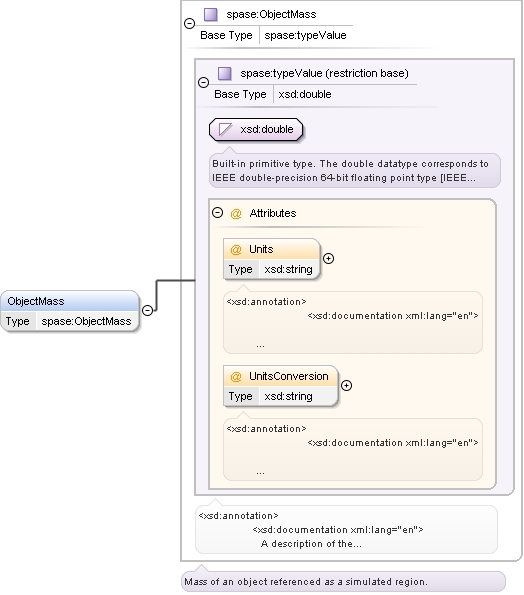 spase:ObjectMass
Base Type spase:typeValue
spase:typeValue (restriction base)
Base Type xsd:double
xsd:double
Built-in primitive type. The double datatype corresponds to
IEEE double-precision 64-bit floating point type [IEEE...
@ Attributes
@ Units
Type xsd:string
<xsd:annotation>
<xsd:documentation xml:lang="en">
...
@ UnitsConversion
Type xsd:string
<xsd:annotation>
<xsd:documentation xml:lang="en">
...
ObjectMass
Type spase:ObjectMass
<xsd:annotation>
<xsd:documentation xml:lang="en">
A description of the...
Mass of an object referenced as a simulated region.